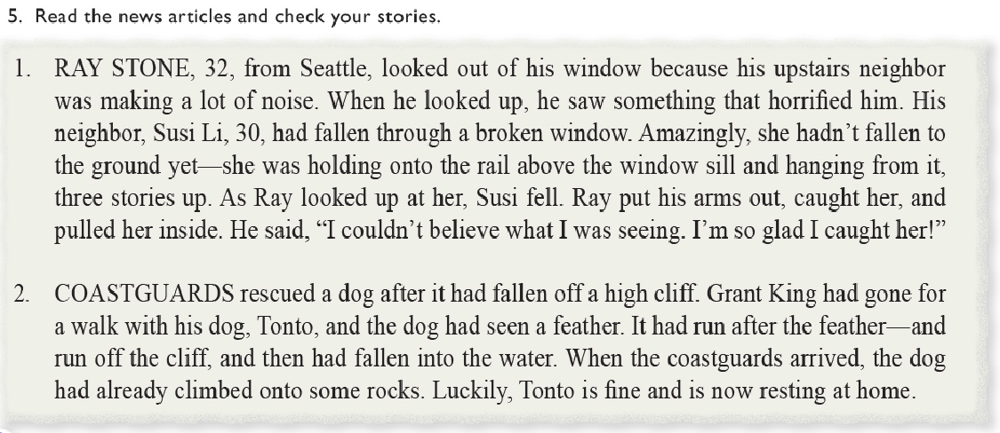 5. Read the news articles and check your stories.
1. RAY STONE, 32, from Seattle, looked out of his window because his upstairs neighbor
was making a lot of noise. When he looked up, he saw something that horrified him. His
neighbor, Susi Li, 30, had fallen through a broken window. Amazingly, she hadn’t fallen to
the ground yet—she was holding onto the rail above the window sill and hanging from it,
three stories up. As Ray looked up at her, Susi fell. Ray put his arms out, caught her, and
pulled her inside. He said, “I couldn’t believe what I was seeing. I’m so glad I caught her!”
2. COASTGUARDS rescued a dog after it had fallen off a high cliff. Grant King had gone for
a walk with his dog, Tonto, and the dog had seen a feather. It had run after the feather—and
run off the cliff, and then had fallen into the water. When the coastguards arrived, the dog
had already climbed onto some rocks. Luckily, Tonto is fine and is now resting at home.